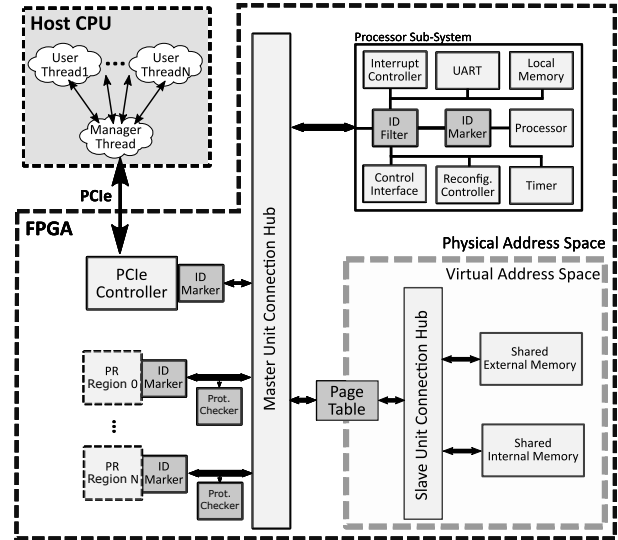 Host CPU
User
Thread1
User
ThreadN
Manager
Thread
PCIe
FPGA
PCIe
Controller
ID
Marker
PR
Region 0
ID
Marker
Prot.
Checker
PR
Region N
ID
Marker
Prot.
Checker
Master Unit Connection Hub
Processor Sub-System
Interrupt
Controller
UART
Local
Memory
ID
Filter
ID
Marker
Processor
Control
Interface
Reconfig.
Controller
Timer
Physical Address Space
Virtual Address Space
Page
Table
Slave Unit Connection Hub
Shared
External Memory
Shared
Internal Memory